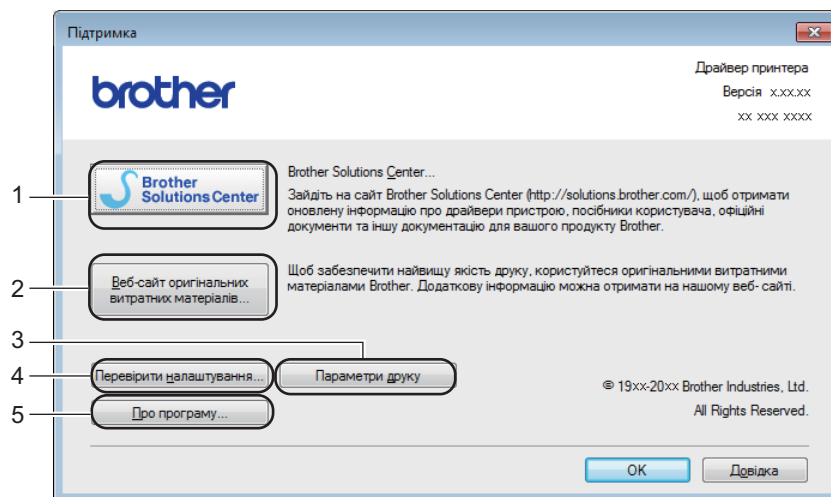 Підтримка
brother
Драйвер принтера
Версія x.xx.xx
xx xxx xxxx
1
Brother
Solutions Center
Brother Solutions Center...
Зайдіть на сайт Brother Solutions Center (http://solutions.brother.com/), щоб отримати
оновлену інформацію про драйвери пристрою, посібники користувача, офіційні
документи та іншу документацію для вашого продукту Brother.
2
Веб-сайт оригінальних
витратних матеріалів...
Щоб забезпечити найвищу якість друку, користуйтеся оригінальними витратними
матеріалами Brother. Додаткову інформацію можна отримати на нашому веб- сайті.
3
4
Перевірити налаштування...
Параметри друку
5
Про програму...
© 19xx-20xx Brother Industries, Ltd.
All Rights Reserved.
OK
Довідка